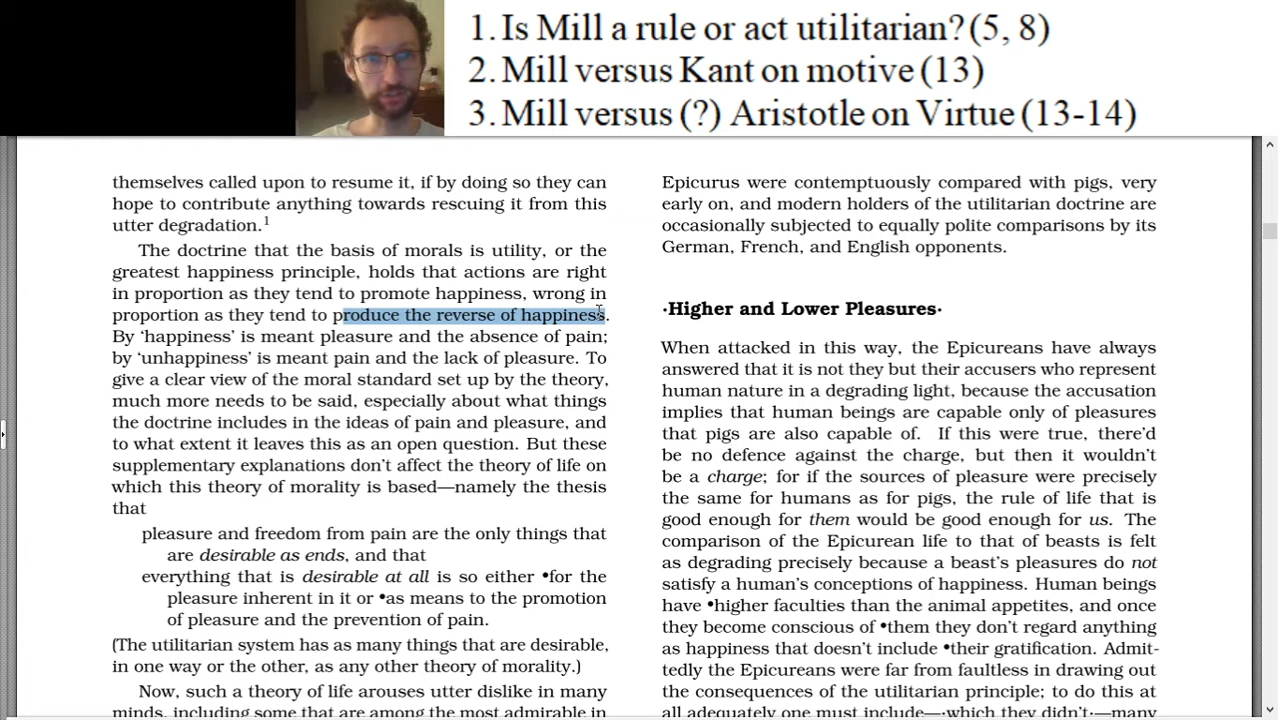 1. Is Mill a rule or act utilitarian? (5, 8)
2. Mill versus Kant on motive (13)
3. Mill versus (?) Aristotle on Virtue (13-14)
themselves called upon to resume it, if by doing so they can
hope to contribute anything towards rescuing it from this
utter degradation.1
The doctrine that the basis of morals is utility, or the
greatest happiness principle, holds that actions are right
in proportion as they tend to promote happiness, wrong in
proportion as they tend to produce the reverse of happiness.
By ‘happiness’ is meant pleasure and the absence of pain;
by ‘unhappiness’ is meant pain and the lack of pleasure. To
give a clear view of the moral standard set up by the theory,
much more needs to be said, especially about what things
the doctrine includes in the ideas of pain and pleasure, and
to what extent it leaves this as an open question. But these
supplementary explanations don’t affect the theory of life on
which this theory of morality is based—namely the thesis
that
pleasure and freedom from pain are the only things that
are desirable as ends, and that
everything that is desirable at all is so either •for the
pleasure inherent in it or •as means to the promotion
of pleasure and the prevention of pain.
(The utilitarian system has as many things that are desirable,
in one way or the other, as any other theory of morality.)
Now, such a theory of life arouses utter dislike in many
minds, including some that are among the most admirable in
Epicurus were contemptuously compared with pigs, very
early on, and modern holders of the utilitarian doctrine are
occasionally subjected to equally polite comparisons by its
German, French, and English opponents.
·Higher and Lower Pleasures·
When attacked in this way, the Epicureans have always
answered that it is not they but their accusers who represent
human nature in a degrading light, because the accusation
implies that human beings are capable only of pleasures
that pigs are also capable of. If this were true, there’d
be no defence against the charge, but then it wouldn’t
be a charge; for if the sources of pleasure were precisely
the same for humans as for pigs, the rule of life that is
good enough for them would be good enough for us. The
comparison of the Epicurean life to that of beasts is felt
as degrading precisely because a beast’s pleasures do not
satisfy a human’s conceptions of happiness. Human beings
have •higher faculties than the animal appetites, and once
they become conscious of •them they don’t regard anything
as happiness that doesn’t include •their gratification. Admit-
tedly the Epicureans were far from faultless in drawing out
the consequences of the utilitarian principle; to do this at
all adequately one must include—·which they didn’t·—many